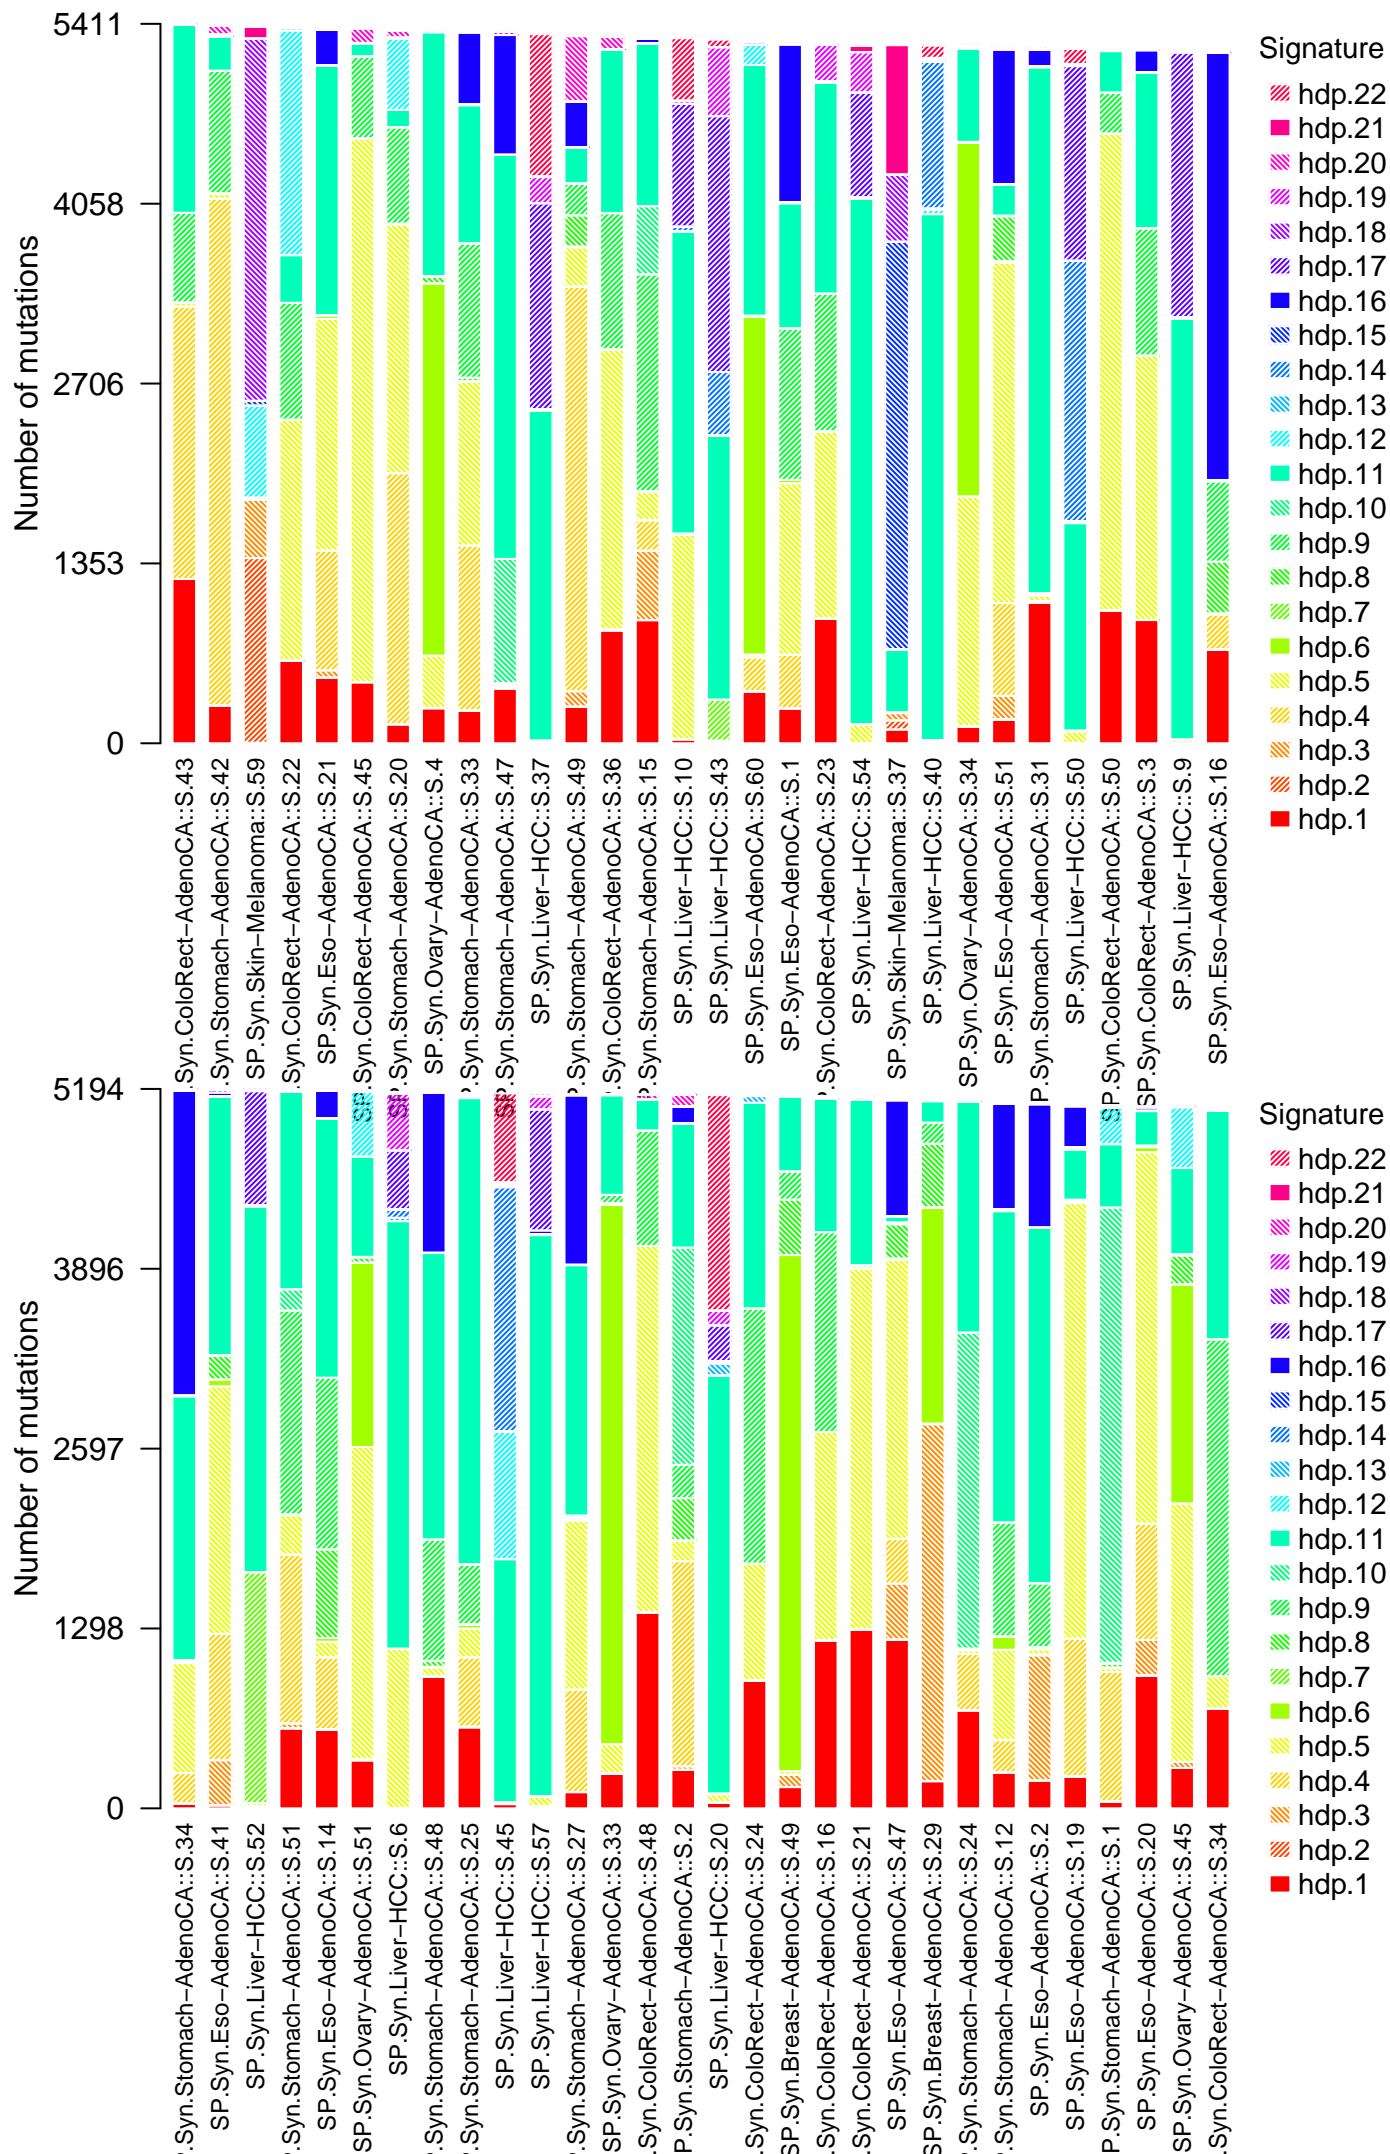 Number of mutations
5411
4058
2706
1353
0
.Syn.ColoRect−AdenoCA::S.43
.Syn.Stomach−AdenoCA::S.42
SP.Syn.Skin−Melanoma::S.59
.Syn.ColoRect−AdenoCA::S.22
SP.Syn.Eso−AdenoCA::S.21
SP.Syn.ColoRect−AdenoCA::S.45
SP.Syn.Stomach−AdenoCA::S.20
SP.Syn.Ovary−AdenoCA::S.4
P.Syn.Stomach−AdenoCA::S.33
P.Syn.Stomach−AdenoCA::S.47
SP.Syn.Liver−HCC::S.37
P.Syn.Stomach−AdenoCA::S.49
.Syn.ColoRect−AdenoCA::S.36
P.Syn.Stomach−AdenoCA::S.15
SP.Syn.Liver−HCC::S.10
SP.Syn.Liver−HCC::S.43
SP.Syn.Eso−AdenoCA::S.60
SP.Syn.Eso−AdenoCA::S.1
P.Syn.ColoRect−AdenoCA::S.23
SP.Syn.Liver−HCC::S.54
SP.Syn.Skin−Melanoma::S.37
SP.Syn.Liver−HCC::S.40
SP.Syn.Ovary−AdenoCA::S.34
SP.Syn.Eso−AdenoCA::S.51
P.Syn.Stomach−AdenoCA::S.31
SP.Syn.Liver−HCC::S.50
SP.Syn.ColoRect−AdenoCA::S.50
SP.Syn.ColoRect−AdenoCA::S.3
SP.Syn.Liver−HCC::S.9
SP.Syn.Eso−AdenoCA::S.16
Signature
hdp.22
hdp.21
hdp.20
hdp.19
hdp.18
hdp.17
hdp.16
hdp.15
hdp.14
hdp.13
hdp.12
hdp.11
hdp.10
hdp.9
hdp.8
hdp.7
hdp.6
hdp.5
hdp.4
hdp.3
hdp.2
hdp.1
Number of mutations
5194
3896
2597
1298
0
P.Syn.Stomach−AdenoCA::S.34
SP.Syn.Eso−AdenoCA::S.41
SP.Syn.Liver−HCC::S.52
.Syn.Stomach−AdenoCA::S.51
SP.Syn.Eso−AdenoCA::S.14
SP.Syn.Ovary−AdenoCA::S.51
SP.Syn.Liver−HCC::S.6
P.Syn.Stomach−AdenoCA::S.48
P.Syn.Stomach−AdenoCA::S.25
SP.Syn.Liver−HCC::S.45
SP.Syn.Liver−HCC::S.57
.Syn.Stomach−AdenoCA::S.27
SP.Syn.Ovary−AdenoCA::S.33
.Syn.ColoRect−AdenoCA::S.48
P.Syn.Stomach−AdenoCA::S.2
SP.Syn.Liver−HCC::S.20
.Syn.ColoRect−AdenoCA::S.24
SP.Syn.Breast−AdenoCA::S.49
.Syn.ColoRect−AdenoCA::S.16
.Syn.ColoRect−AdenoCA::S.21
SP.Syn.Eso−AdenoCA::S.47
SP.Syn.Breast−AdenoCA::S.29
.Syn.Stomach−AdenoCA::S.24
P.Syn.Stomach−AdenoCA::S.12
SP.Syn.Eso−AdenoCA::S.2
SP.Syn.Eso−AdenoCA::S.19
P.Syn.Stomach−AdenoCA::S.1
SP.Syn.Eso−AdenoCA::S.20
SP.Syn.Ovary−AdenoCA::S.45
.Syn.ColoRect−AdenoCA::S.34
Signature
hdp.22
hdp.21
hdp.20
hdp.19
hdp.18
hdp.17
hdp.16
hdp.15
hdp.14
hdp.13
hdp.12
hdp.11
hdp.10
hdp.9
hdp.8
hdp.7
hdp.6
hdp.5
hdp.4
hdp.3
hdp.2
hdp.1